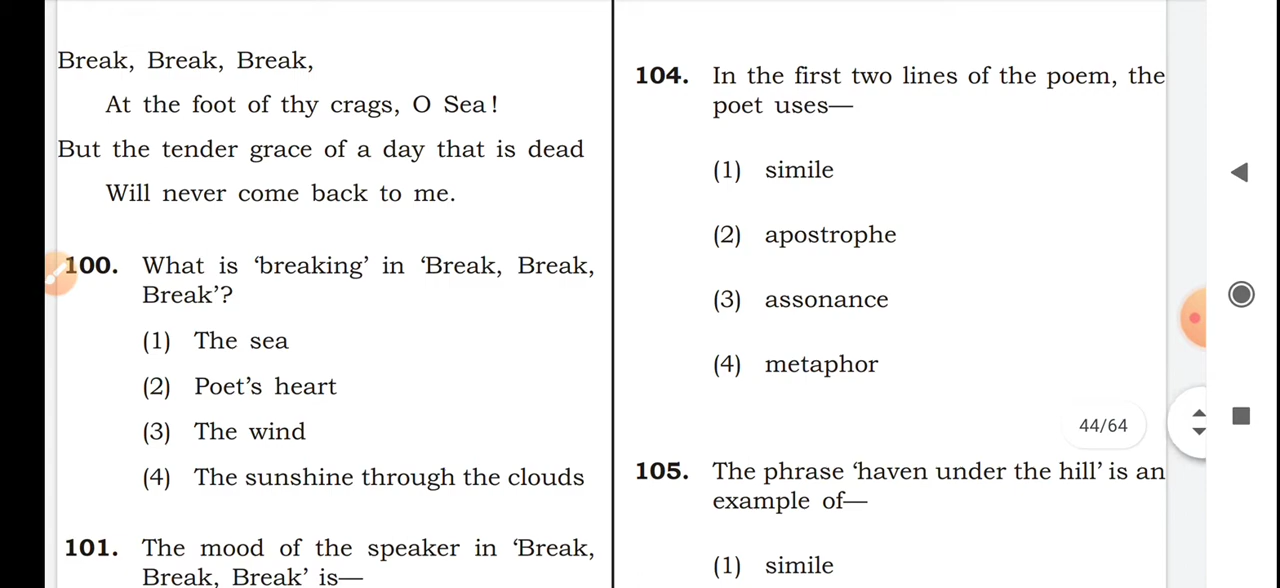 Break, Break, Break,
At the foot of thy crags, O Sea!
But the tender grace of a day that is dead
Will never come back to me.
100. What is ‘breaking’ in ‘Break, Break,
Break’?
(1) The sea
(2) Poet’s heart
(3) The wind
(4) The sunshine through the clouds
101. The mood of the speaker in ‘Break,
Break, Break’ is—
104. In the first two lines of the poem, the
poet uses—
(1) simile
(2) apostrophe
(3) assonance
(4) metaphor
44/64
105. The phrase ‘haven under the hill’ is an
example of—
(1) simile